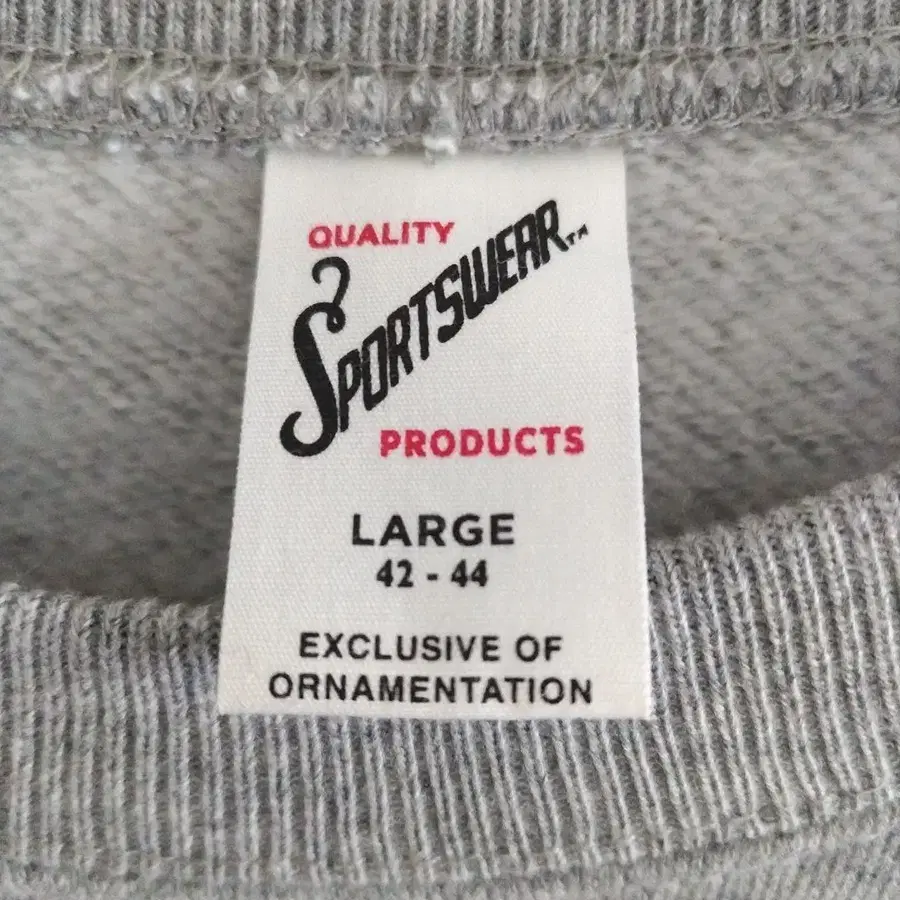 QUALITY
SPORTSWEAR™
PRODUCTS
LARGE
42 - 44
EXCLUSIVE OF
ORNAMENTATION